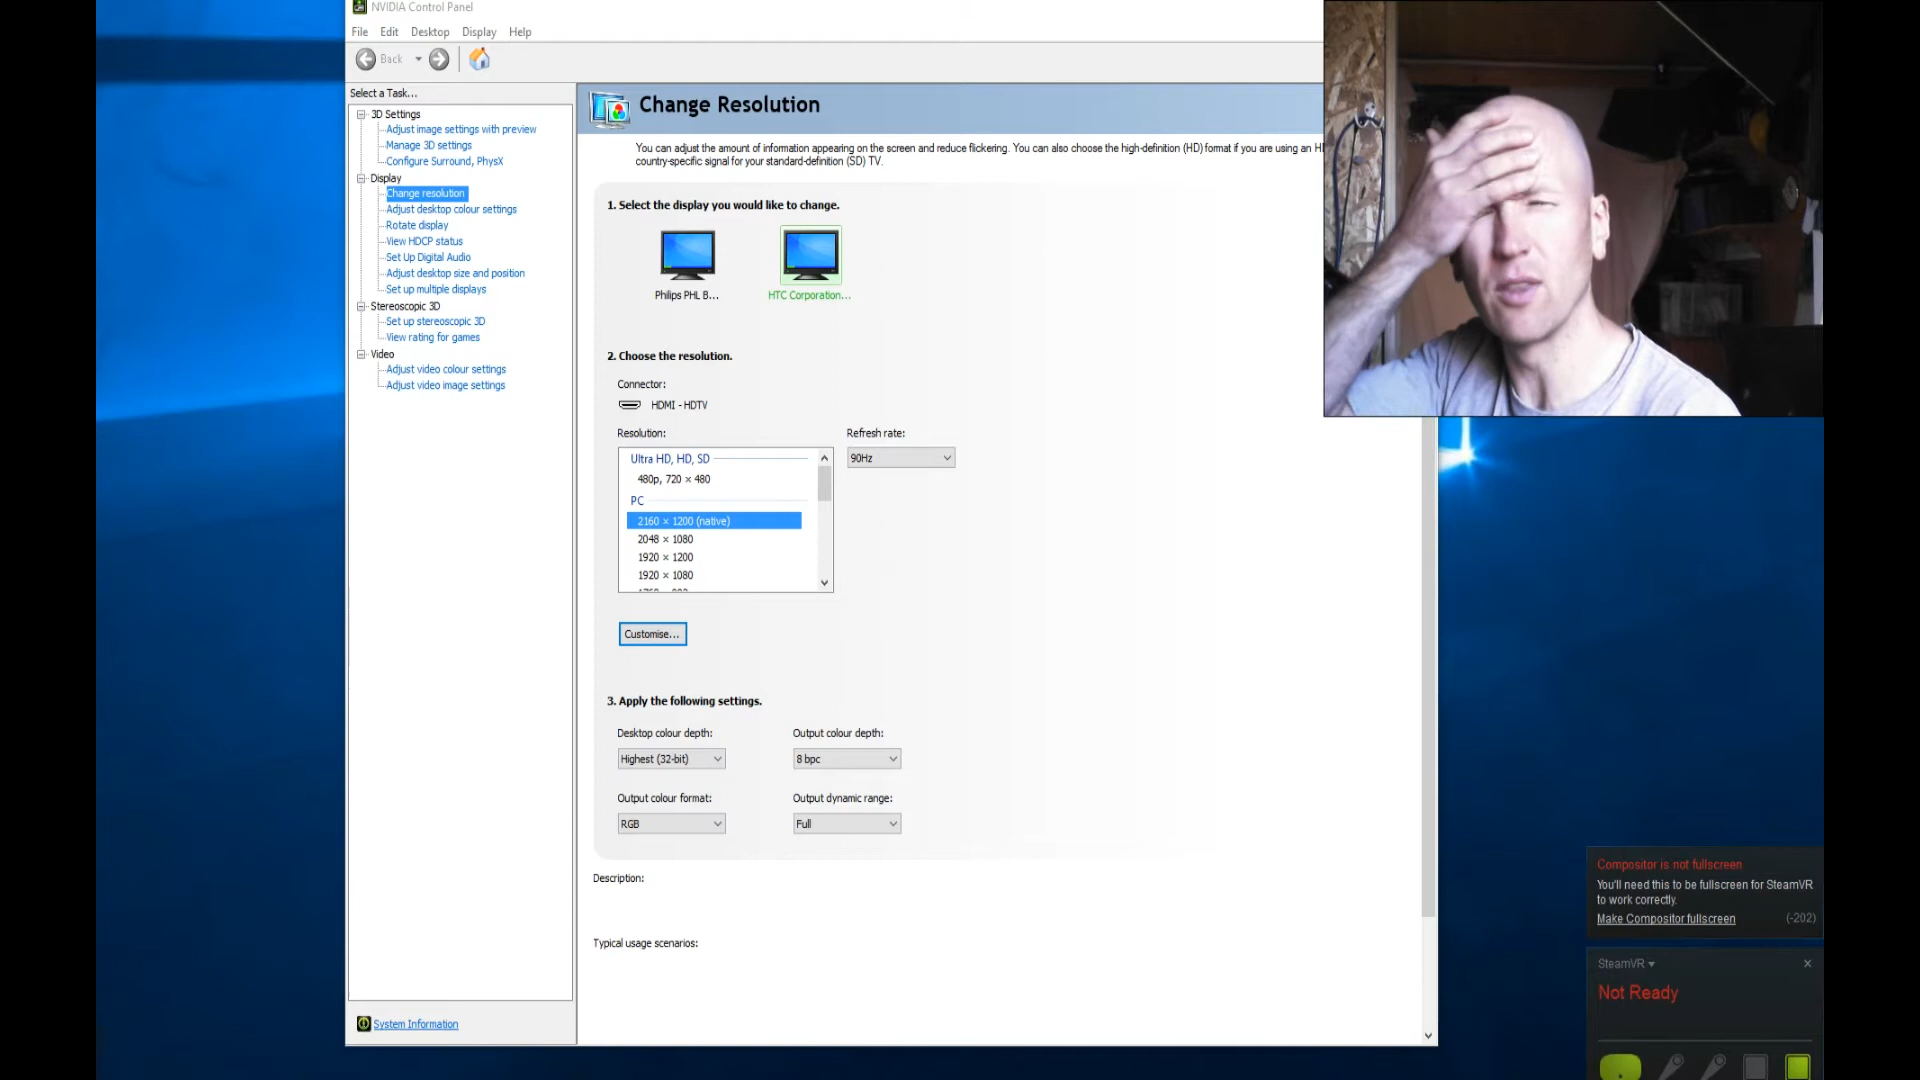 NVIDIA Control Panel
File Edit Desktop Display Help
Back
Select a Task...
3D Settings
Adjust image settings with preview
Manage 3D settings
Configure Surround, PhysX
Display
Change resolution
Adjust desktop colour settings
Rotate display
View HDCP status
Set Up Digital Audio
Adjust desktop size and position
Set up multiple displays
Stereoscopic 3D
Set up stereoscopic 3D
View rating for games
Video
Adjust video colour settings
Adjust video image settings
System Information
Change Resolution
You can adjust the amount of information appearing on the screen and reduce flickering. You can also choose the high-definition (HD) format if you are using an
country-specific signal for your standard-definition (SD) TV.
1. Select the display you would like to change.
Philips PHL B... HTC Corporation...
2. Choose the resolution.
Connector:
HDMI - HDTV
Resolution: Refresh rate:
Ultra HD, HD, SD 90Hz
480p, 720 × 480
PC
2160 × 1200 (native)
2048 × 1080
1920 × 1200
1920 × 1080
Customise...
3. Apply the following settings.
Desktop colour depth: Output colour depth:
Highest (32-bit) 8 bpc
Output colour format: Output dynamic range:
RGB Full
Description:
Typical usage scenarios:
Compositor is not fullscreen
You'll need this to be fullscreen for SteamVR
to work correctly.
Make Compositor fullscreen (-202)
SteamVR
Not Ready